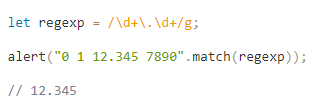 let regexp = /\d+\.\d+/g;
alert("0 1 12.345 7890".match(regexp));
// 12.345